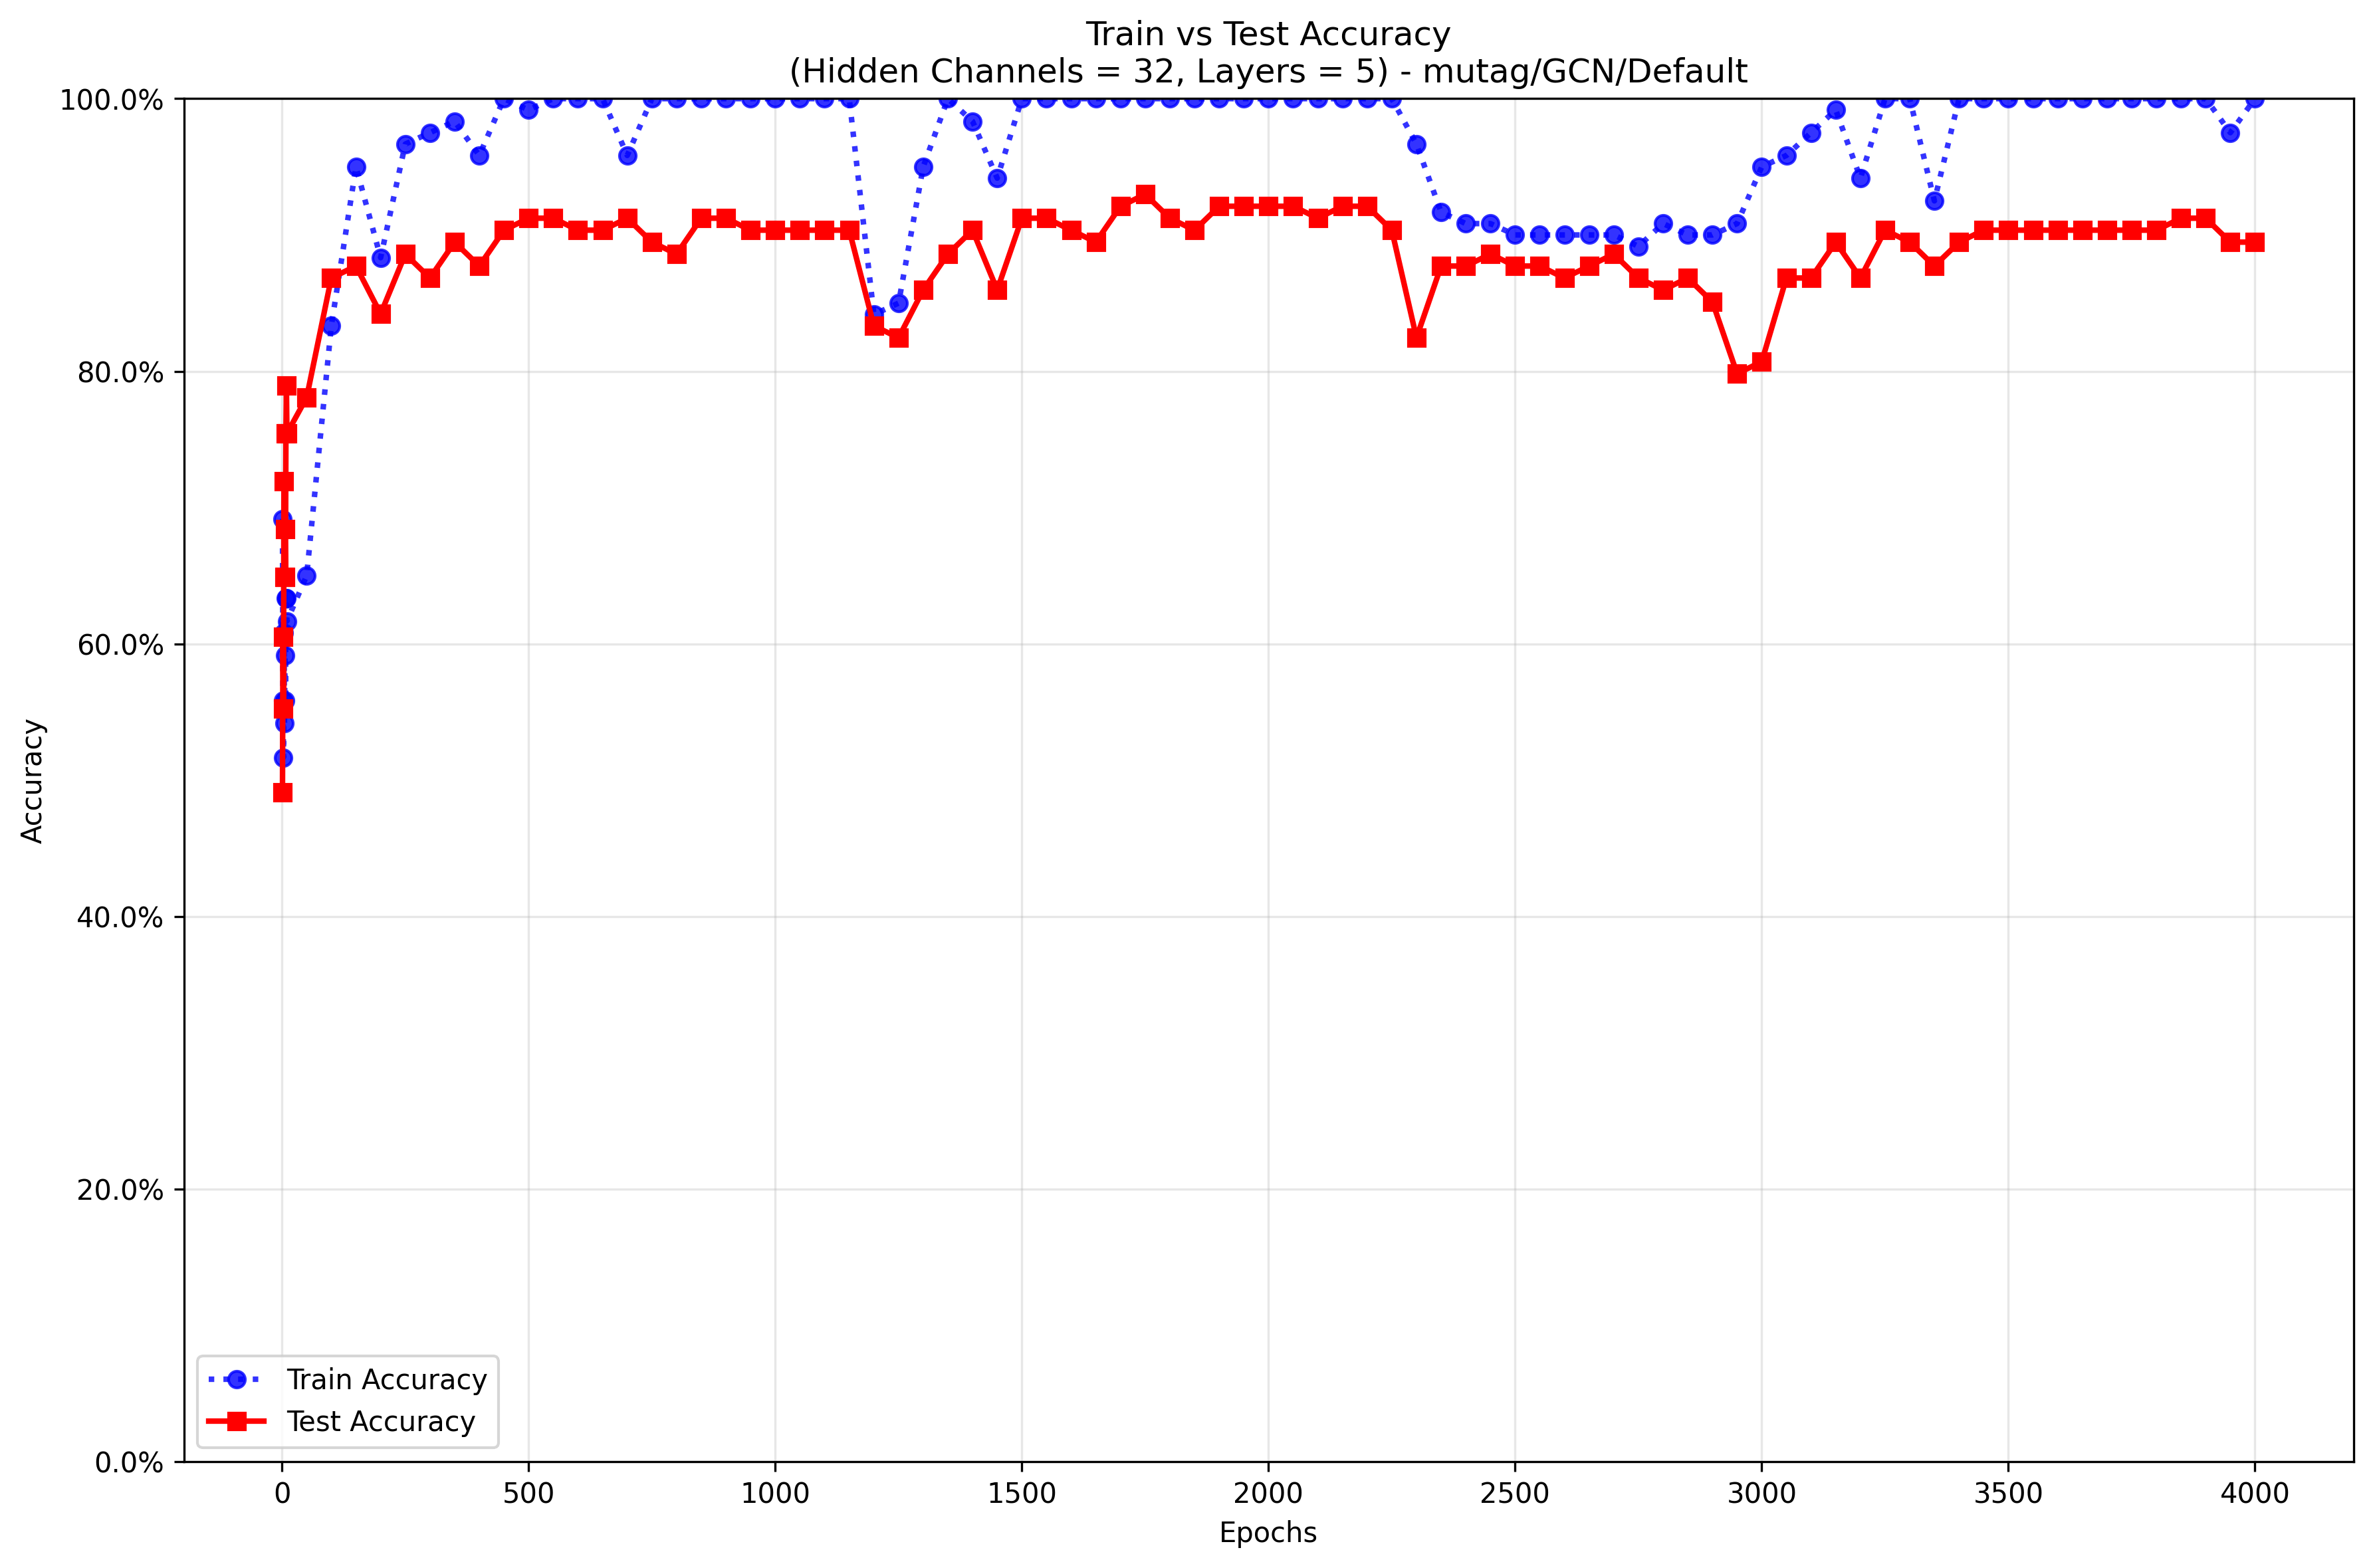 Train vs Test Accuracy
(Hidden Channels = 32, Layers = 5) - mutag/GCN/Default
100.0%
80.0%
60.0%
40.0%
20.0%
0.0%
Accuracy
Train Accuracy
Test Accuracy
0
500
1000
1500
2000
2500
3000
3500
4000
Epochs